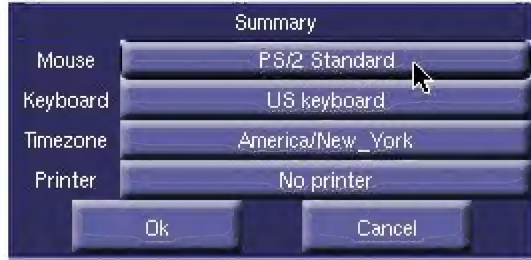 Summary
Mouse PS/2 Standard
Keyboard US keyboard
Timezone America/New_York
Printer No printer
Ok Cancel